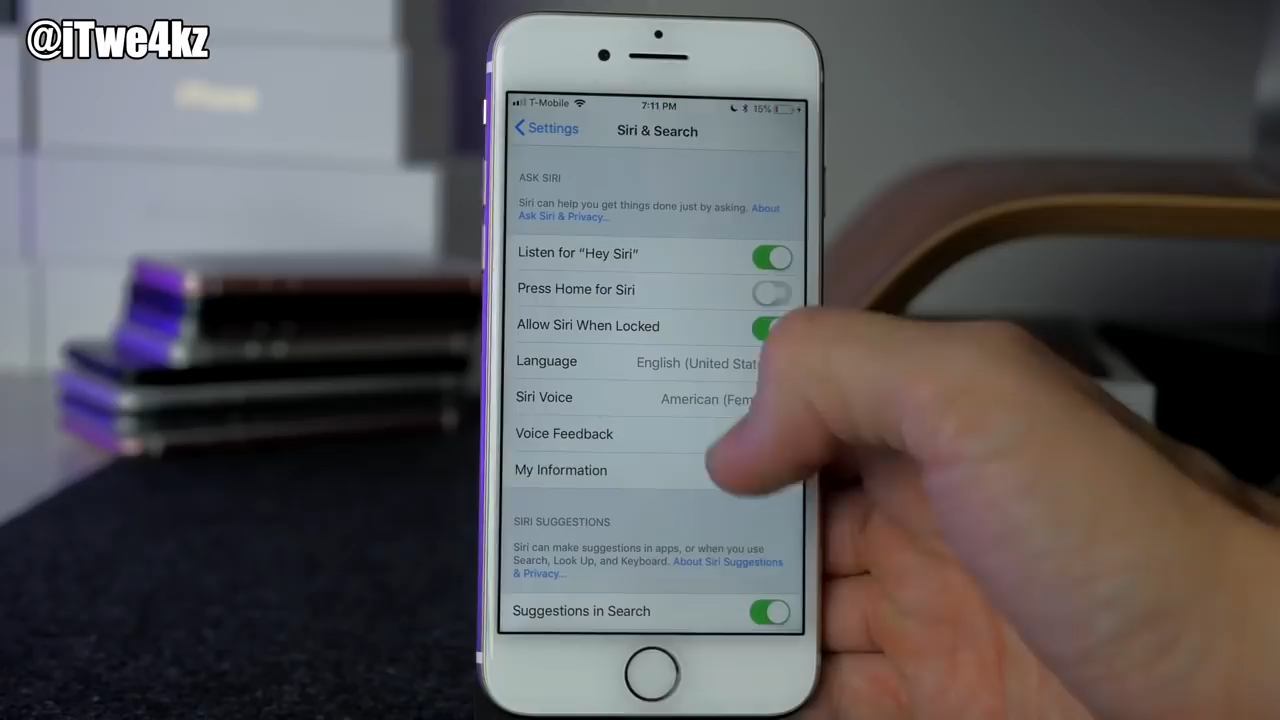 @iTwe4kz
iPhone
T-Mobile 7:11 PM 15%
Settings Siri & Search
ASK SIRI
Siri can help you get things done just by asking. About
Ask Siri & Privacy...
Listen for “Hey Siri”
Press Home for Siri
Allow Siri When Locked
Language English (United Stat
Siri Voice American (Fem
Voice Feedback
My Information
SIRI SUGGESTIONS
Siri can make suggestions in apps, or when you use
Search, Look Up, and Keyboard. About Siri Suggestions
& Privacy...
Suggestions in Search